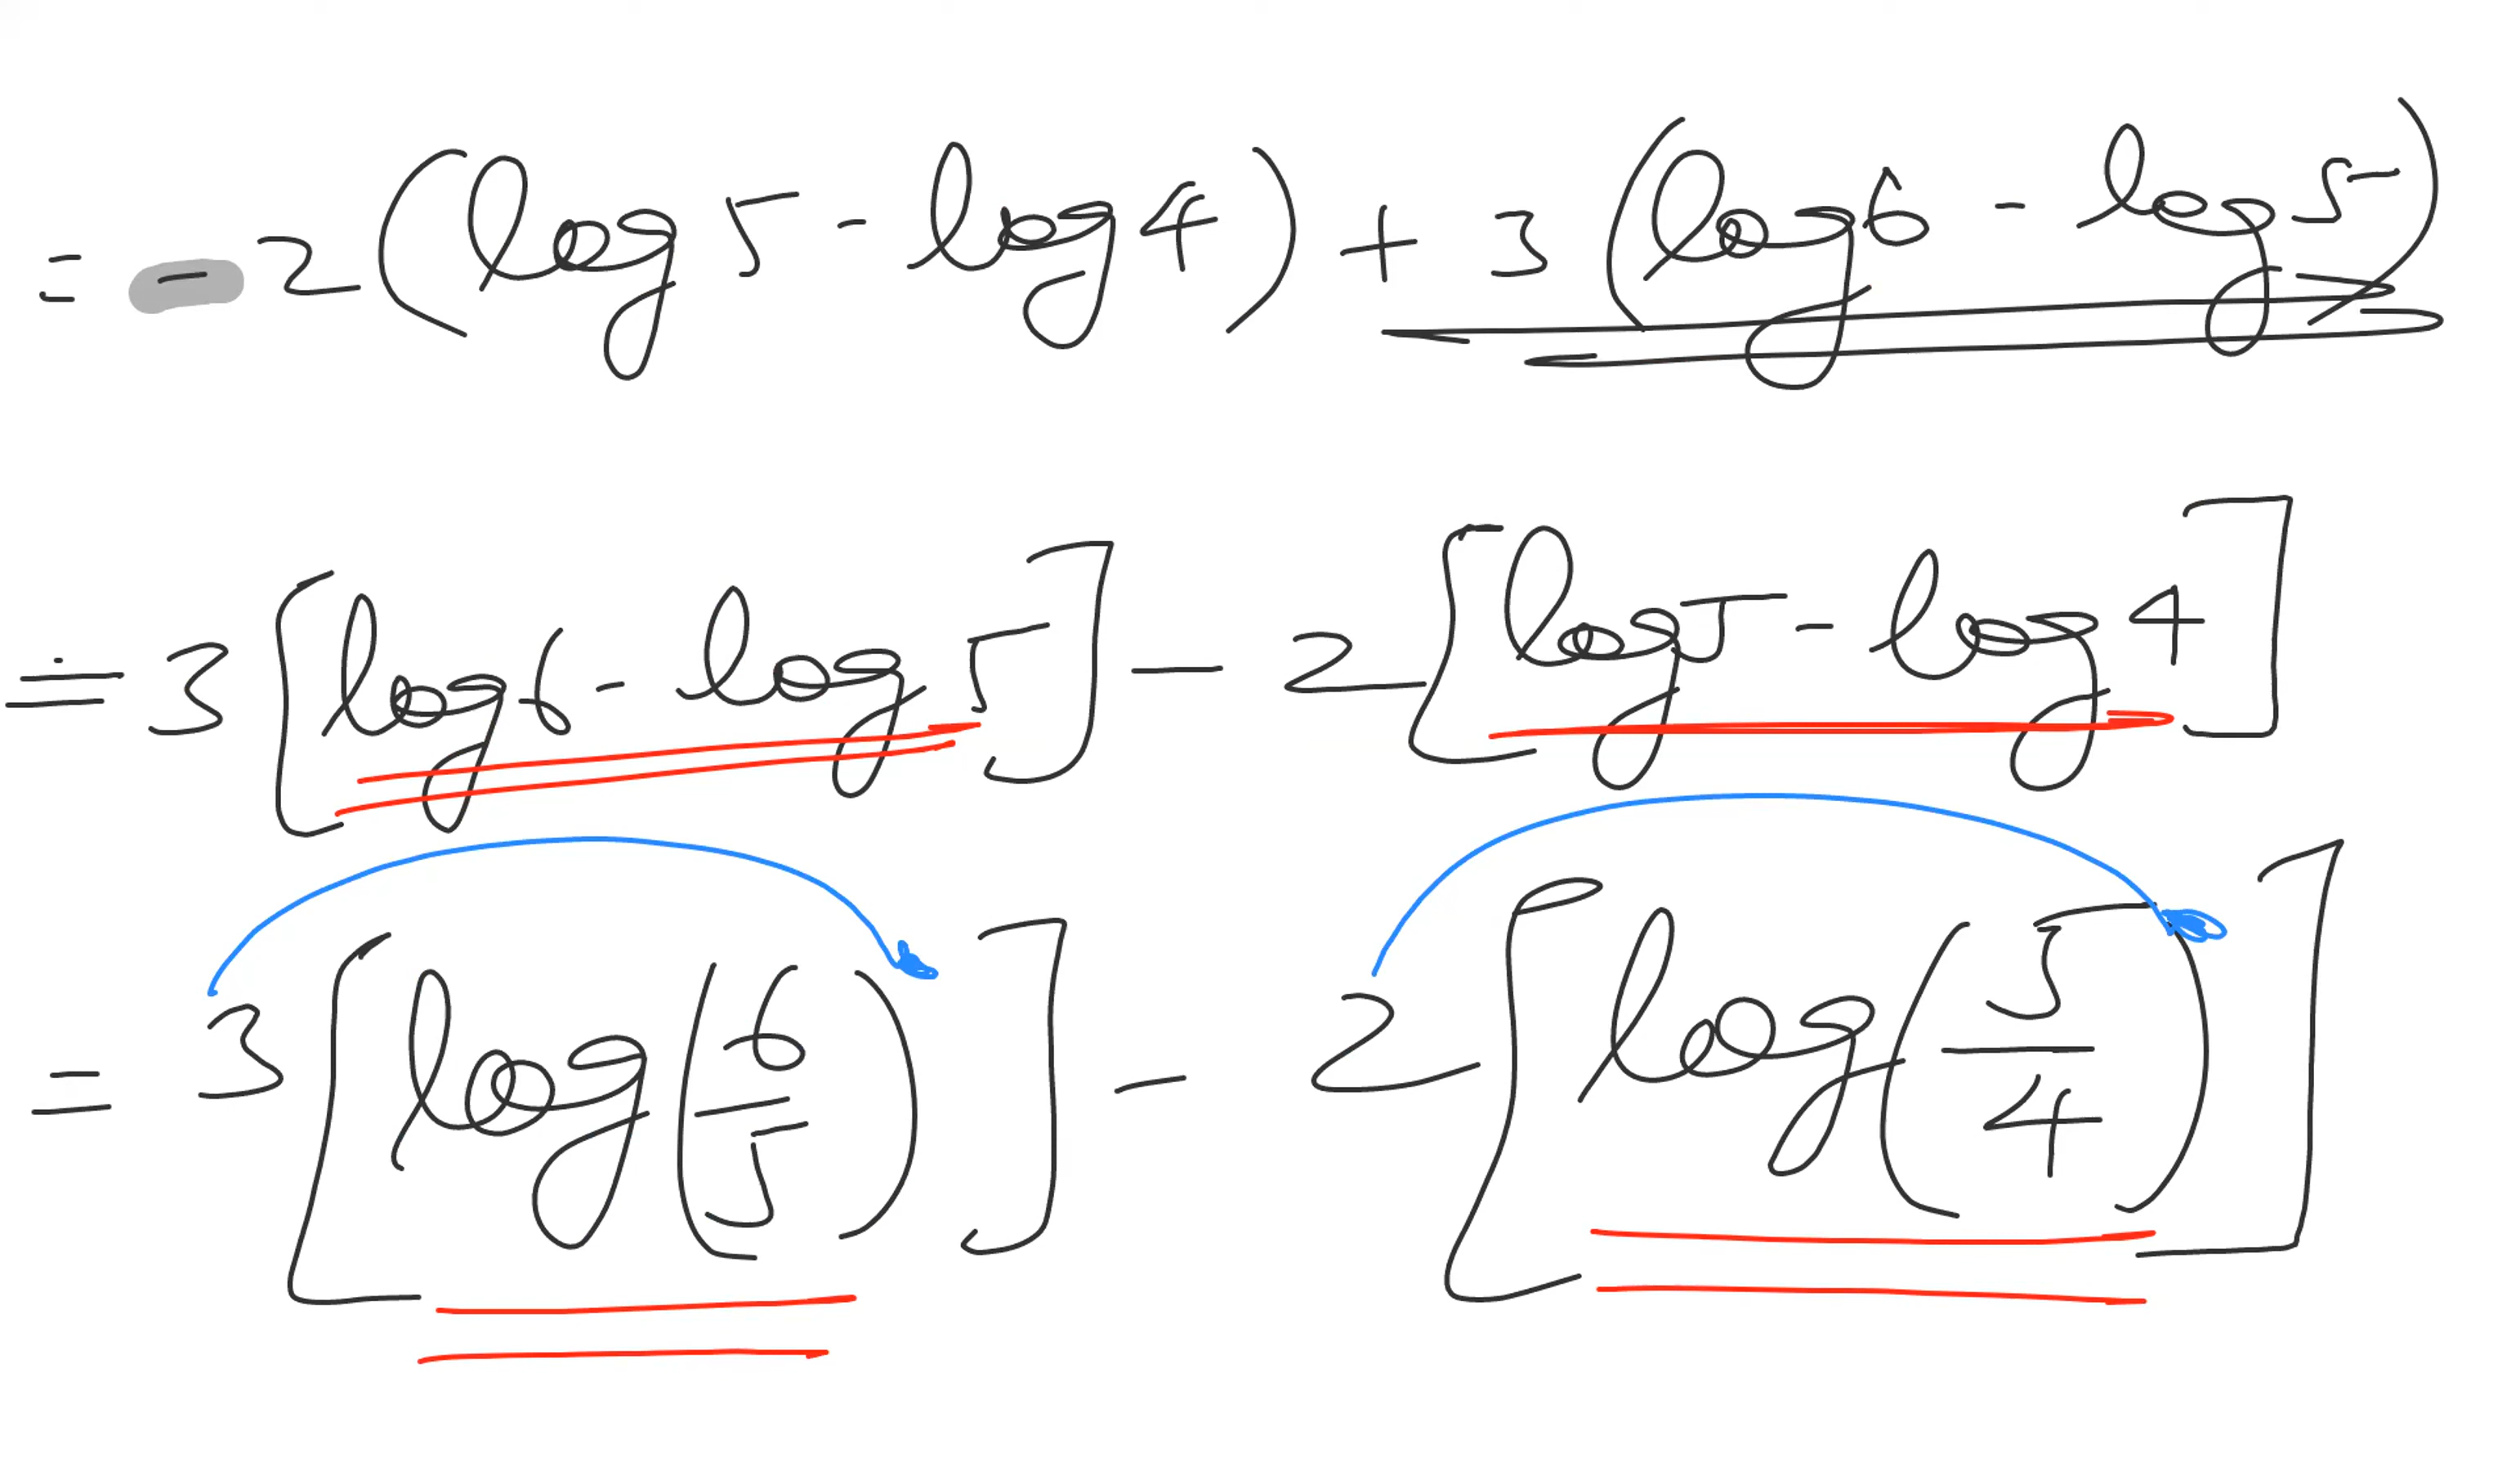 = - 2(log 5 - log 4) + 3(log 6 - log 5)
= 3[log 6 - log 5] - 2[log 5 - log 4]
= 3[log(6/5)] - 2[log(5/4)]